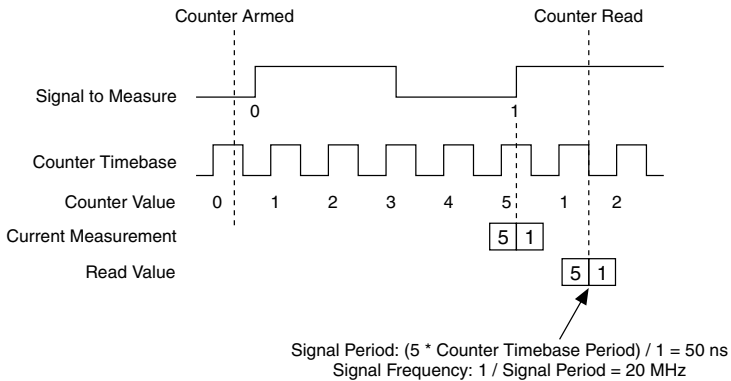 Counter Armed
Counter Read
Signal to Measure
0
1
Counter Timebase
Counter Value 0 1 2 3 4 5 1 2
Current Measurement 5 1
Read Value 5 1
Signal Period: (5 * Counter Timebase Period) / 1 = 50 ns
Signal Frequency: 1 / Signal Period = 20 MHz